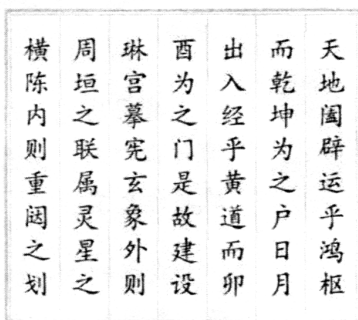 天地阖辟运乎鸿枢
而乾坤为之户日月
出入经乎黄道而卯
酉为之门是故建设
琳宫摹宪玄象外则
周垣之联属灵星之
横陈内则重闼之划